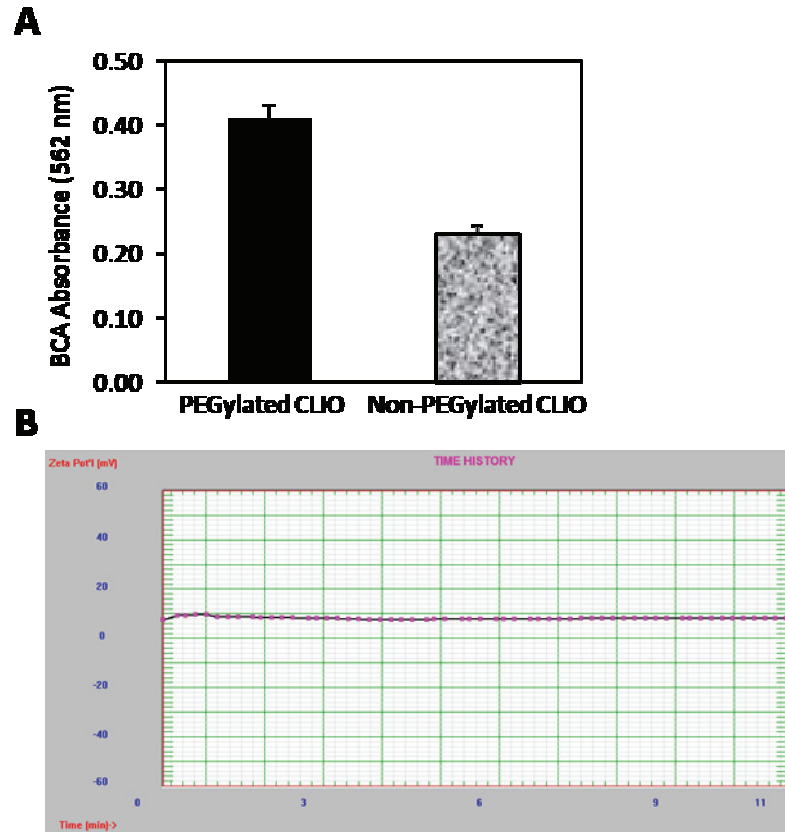 A
0.50
0.40
0.30
0.20
0.10
0.00
BCA Absorbance (562 nm)
PEGylated CLIO Non-PEGylated CLIO
B
Zeta Pot'l (mV) TIME HISTORY
60
40
20
0
-20
-40
-60
0 3 6 9 11
Time (min)->